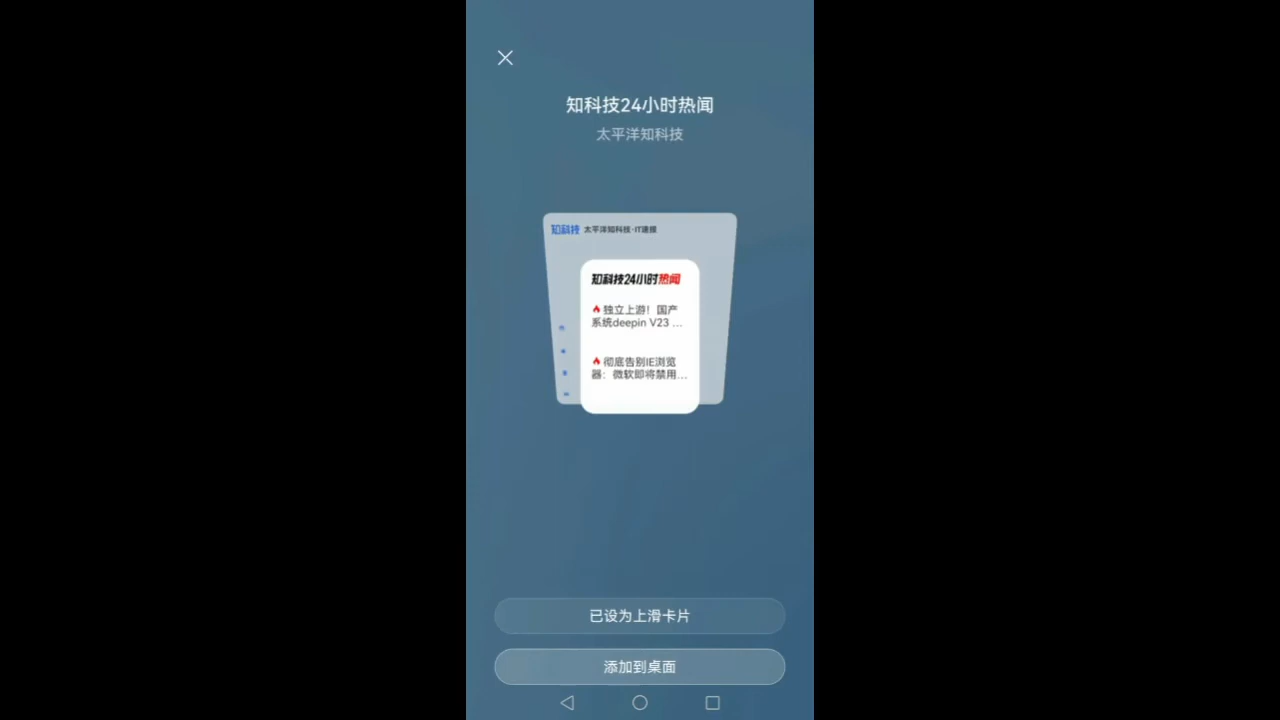 知科技24小时热闻
太平洋知科技
知科技 太平洋知科技·IT速报
知科技24小时热闻
独立上游！国产
系统deepin V23 ...
彻底告别IE浏览
器：微软即将禁用...
已设为上滑卡片
添加到桌面